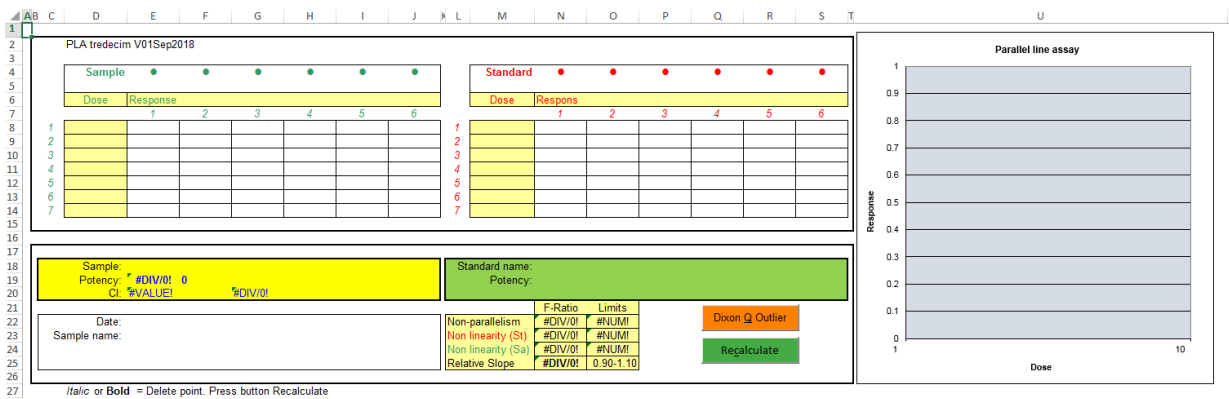 A B C D E F G H I J K L M N O P Q R S T U
1
2 PLA tredecim V01Sep2018 Parallel line assay
3
4 Sample ● ● ● ● ● ● Standard ● ● ● ● ● ● 1
5
6 Dose Response Dose Respons 0.9
7 1 2 3 4 5 6 1 2 3 4 5 6
8 1 1 0.8
9 2 2
10 3 3 0.7
11 4 4
12 5 5 0.6
13 6 6
14 7 7 0.5
15 Response
16 0.4
17
18 Sample: Standard name: 0.3
19 Potency: #DIV/0! 0 Potency:
20 CI: #VALUE! #DIV/0! 0.2
21 F-Ratio Limits
22 Date: Non-parallelism #DIV/0! #NUM! Dixon Q Outlier 0.1
23 Sample name: Non linearity (St) #DIV/0! #NUM!
24 Non linearity (Sa) #DIV/0! #NUM! Recalculate 0
1 10
25 Relative Slope #DIV/0! 0.90-1.10 Dose
26
27 Italic or Bold = Delete point. Press button Recalculate